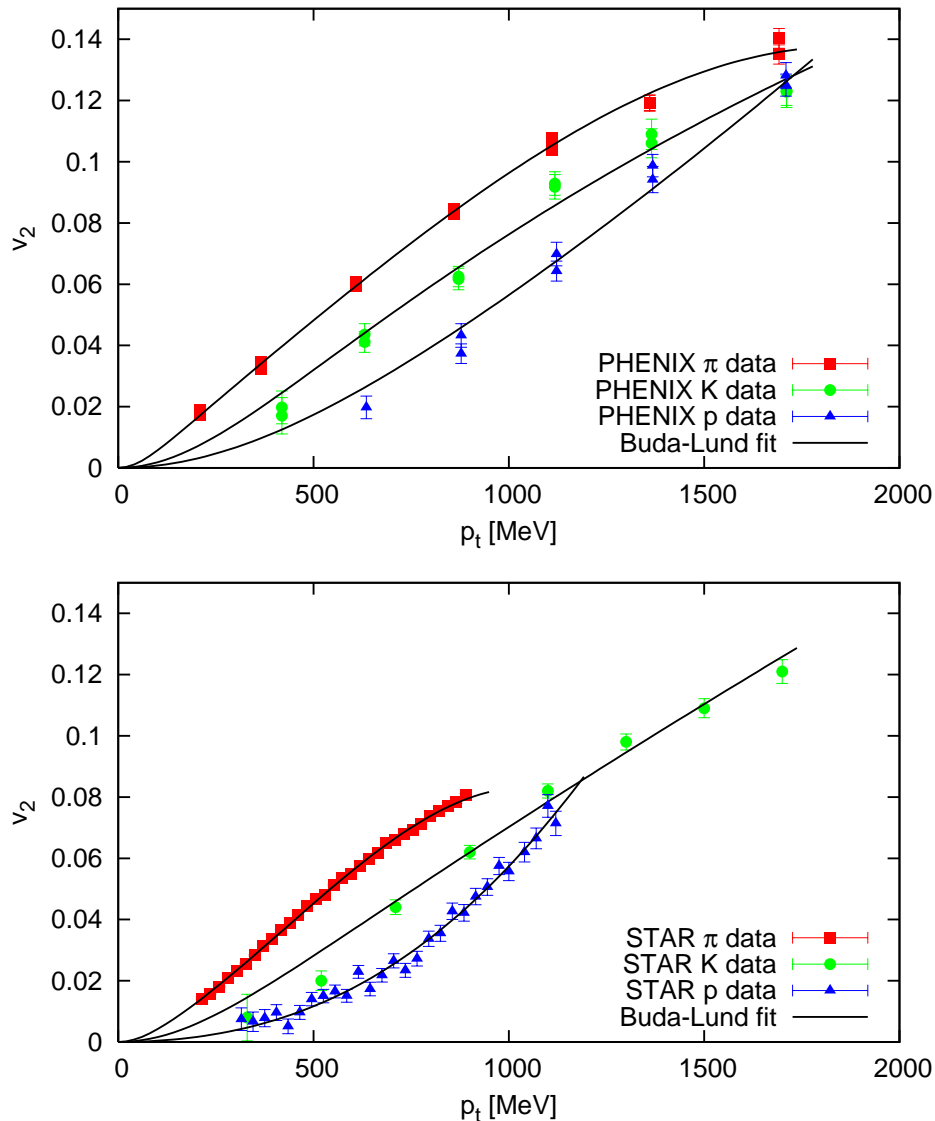 0.14
0.12
0.1
0.08
0.06
0.04
0.02
0
v2
PHENIX π data
PHENIX K data
PHENIX p data
Buda-Lund fit
0 500 1000 1500 2000
pt [MeV]
0.14
0.12
0.1
0.08
0.06
0.04
0.02
0
v2
STAR π data
STAR K data
STAR p data
Buda-Lund fit
0 500 1000 1500 2000
pt [MeV]